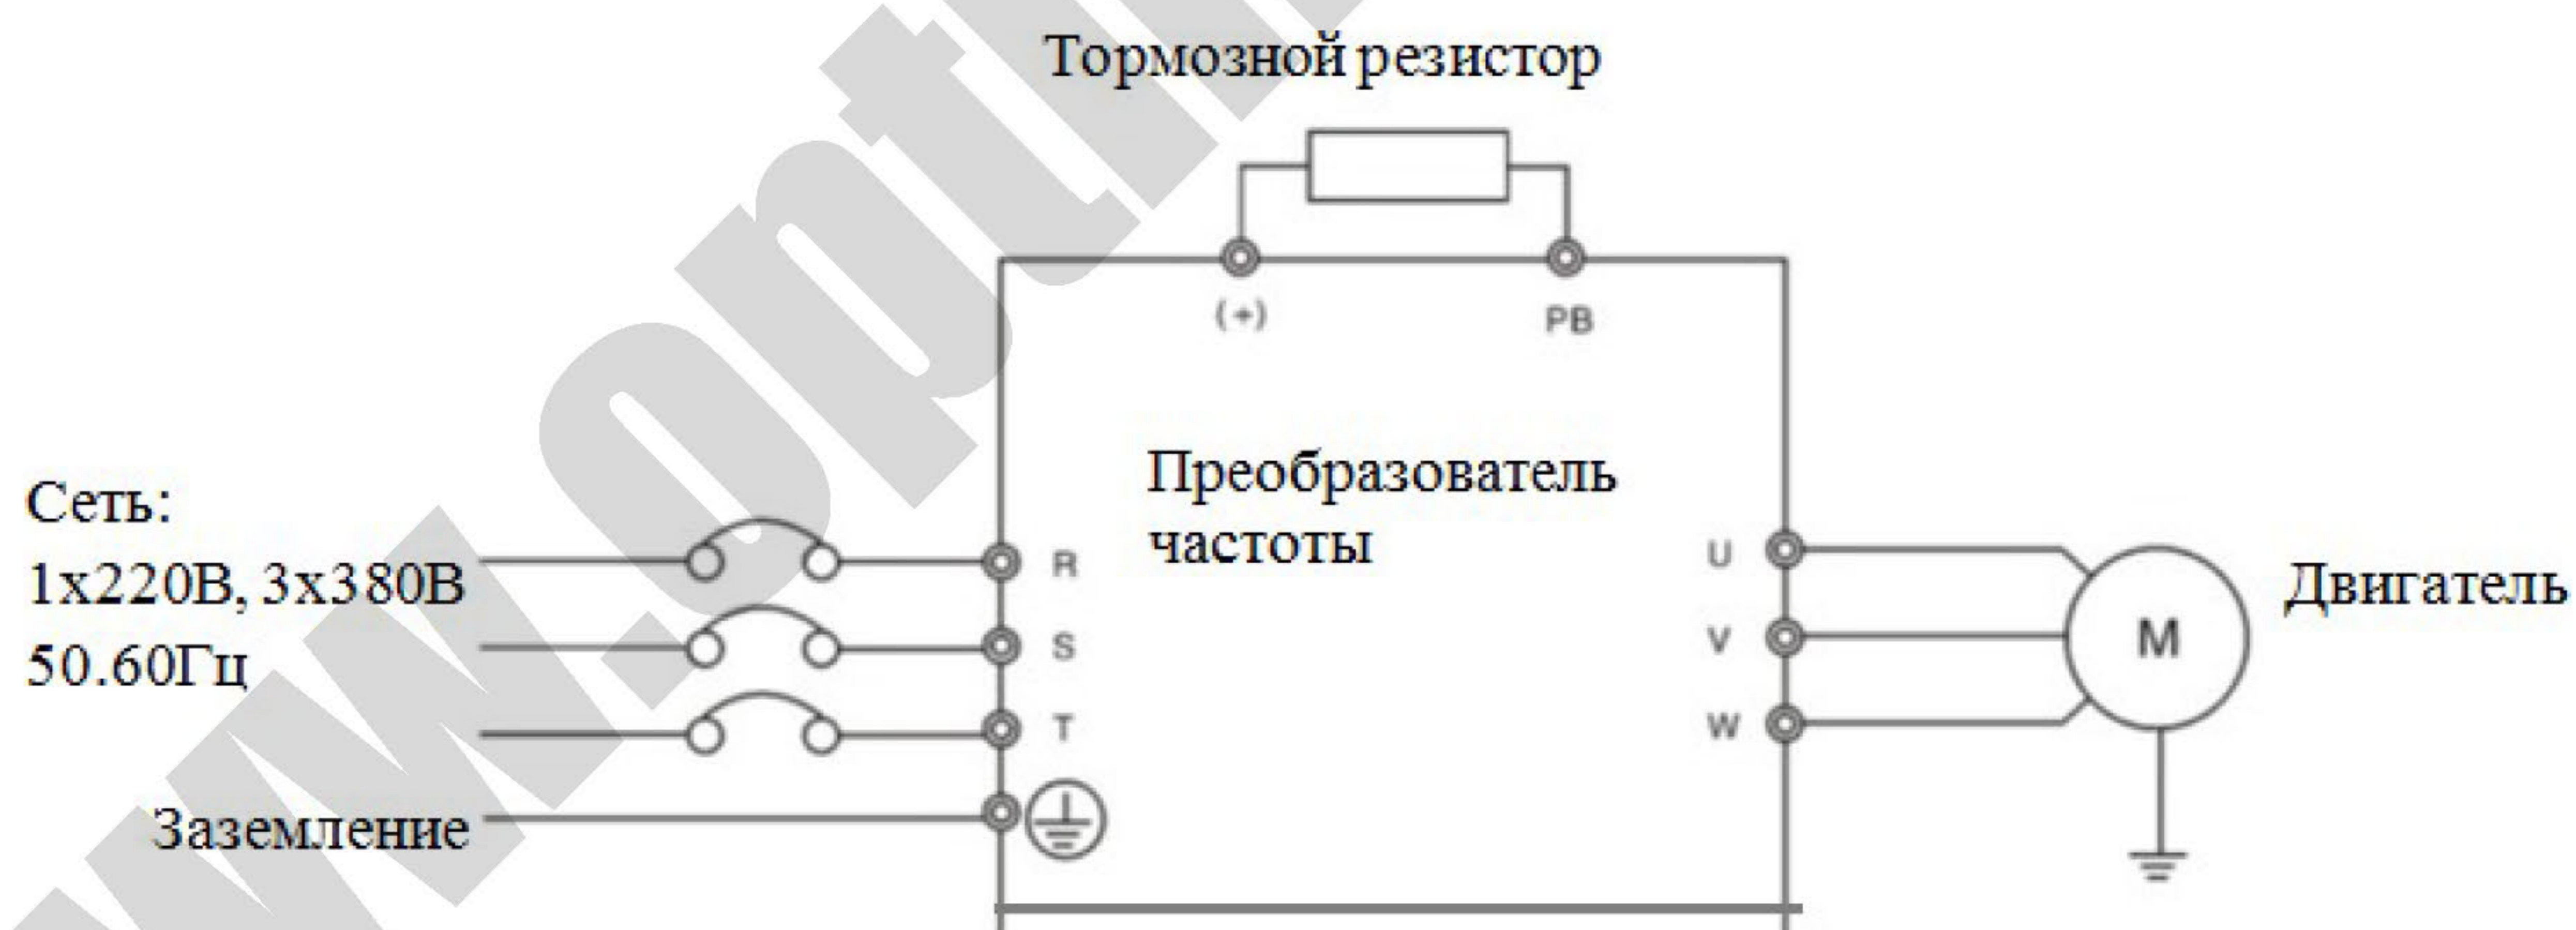 Тормозной резистор
(+)
PB
Преобразователь
частоты
Сеть:
1x220В, 3x380В
50.60Гц
R
S
T
U
V
W
M
Двигатель
Заземление